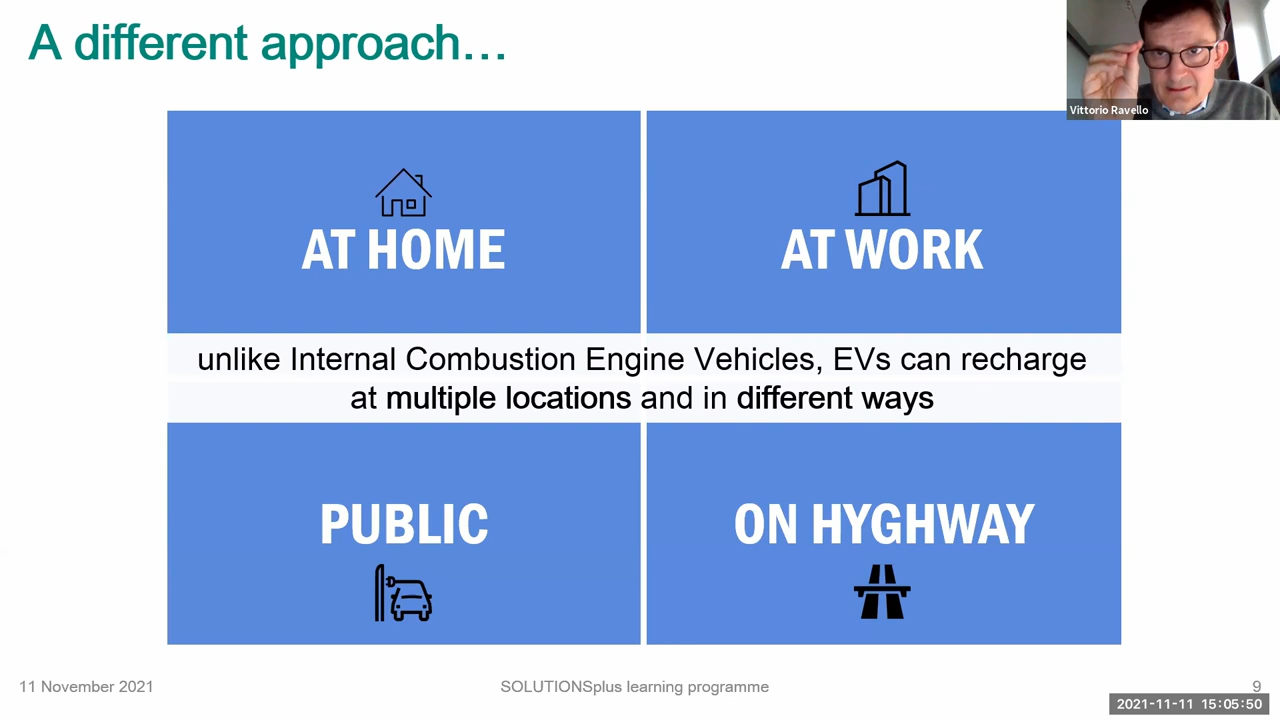 A different approach…
Vittorio Ravello
AT HOME
AT WORK
unlike Internal Combustion Engine Vehicles, EVs can recharge
at multiple locations and in different ways
PUBLIC
ON HYGHWAY
11 November 2021
SOLUTIONSplus learning programme
9
2021-11-11 15:05:50